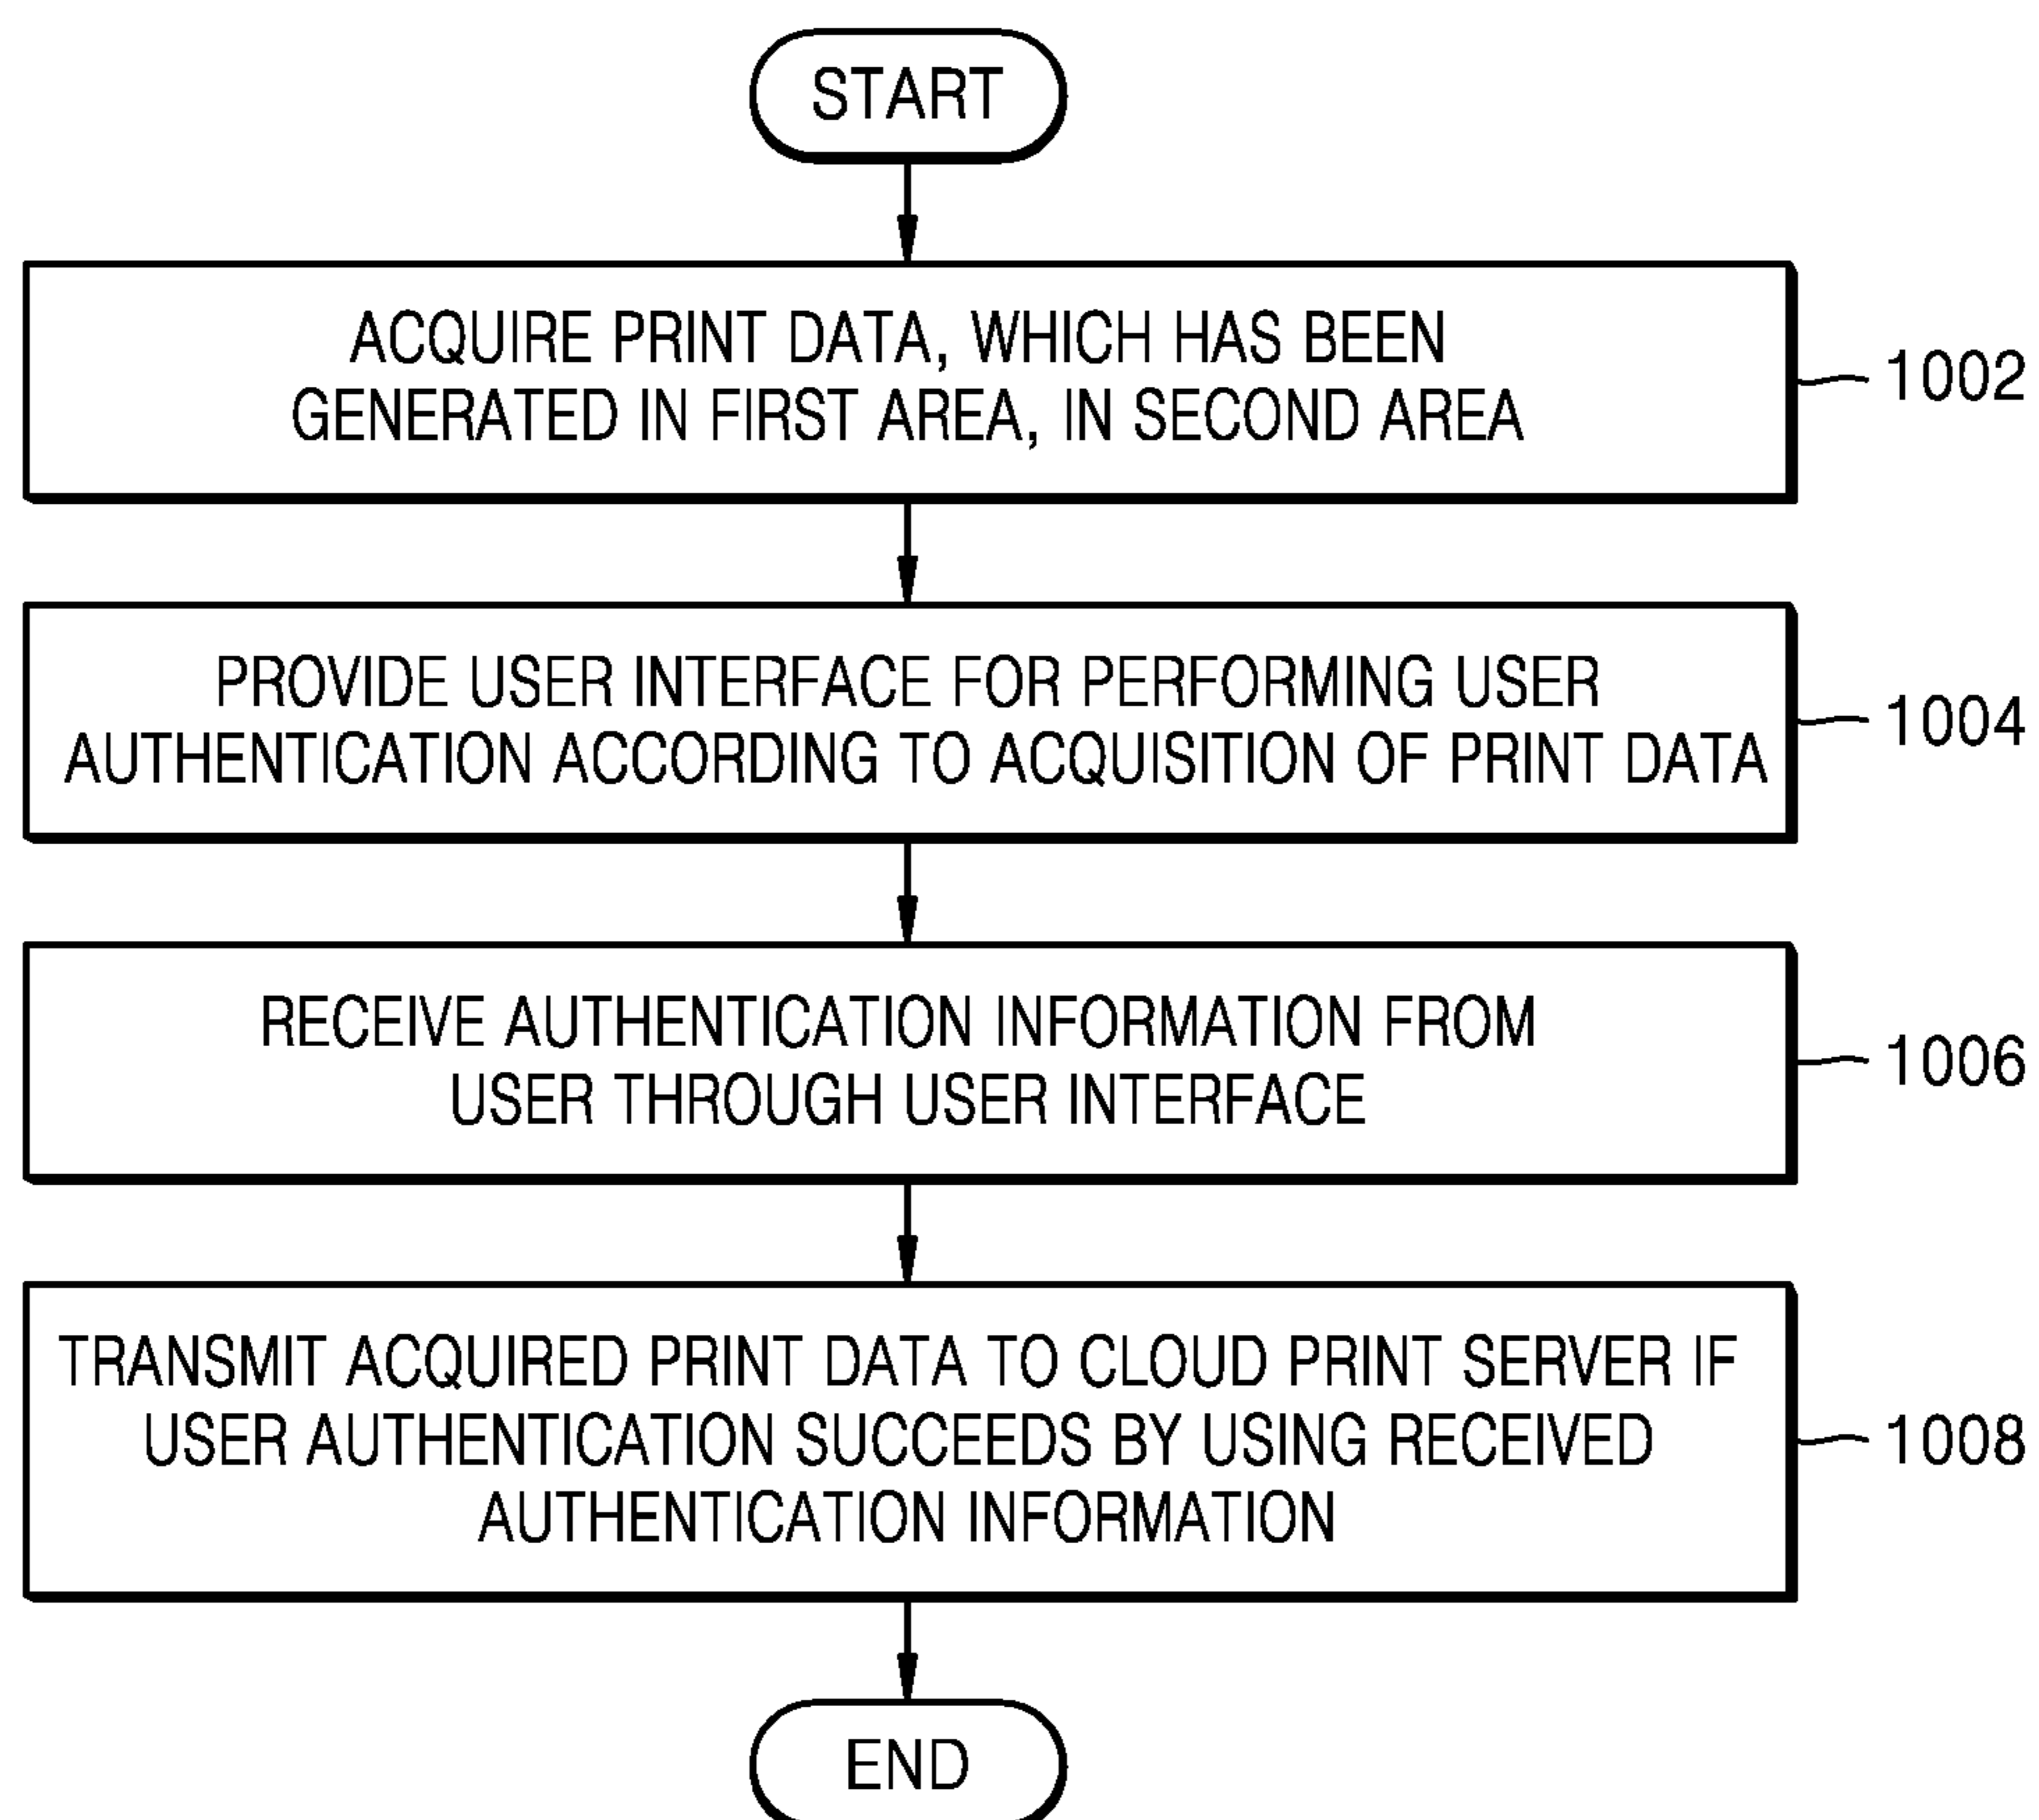 START
ACQUIRE PRINT DATA, WHICH HAS BEEN
GENERATED IN FIRST AREA, IN SECOND AREA
1002
PROVIDE USER INTERFACE FOR PERFORMING USER
AUTHENTICATION ACCORDING TO ACQUISITION OF PRINT DATA
1004
RECEIVE AUTHENTICATION INFORMATION FROM
USER THROUGH USER INTERFACE
1006
TRANSMIT ACQUIRED PRINT DATA TO CLOUD PRINT SERVER IF
USER AUTHENTICATION SUCCEEDS BY USING RECEIVED
AUTHENTICATION INFORMATION
1008
END